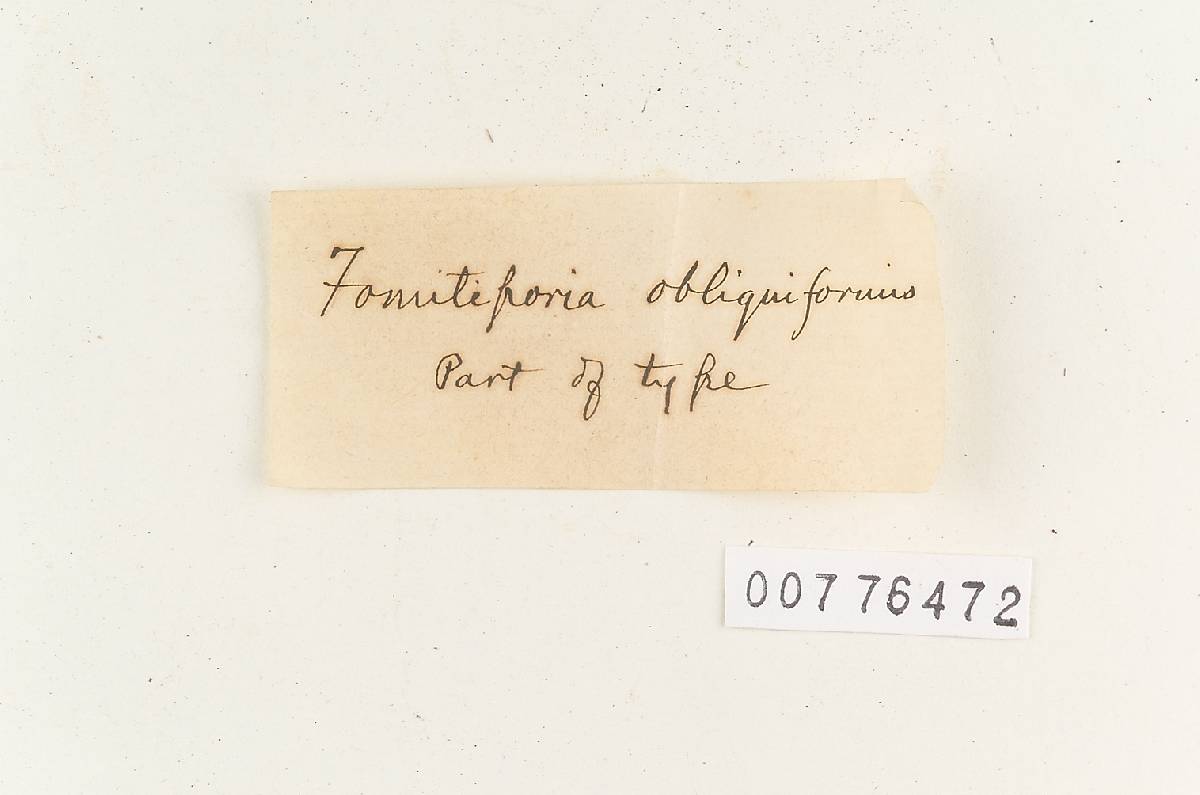 Fomitiporia obliquiformis
Part of type
00776472